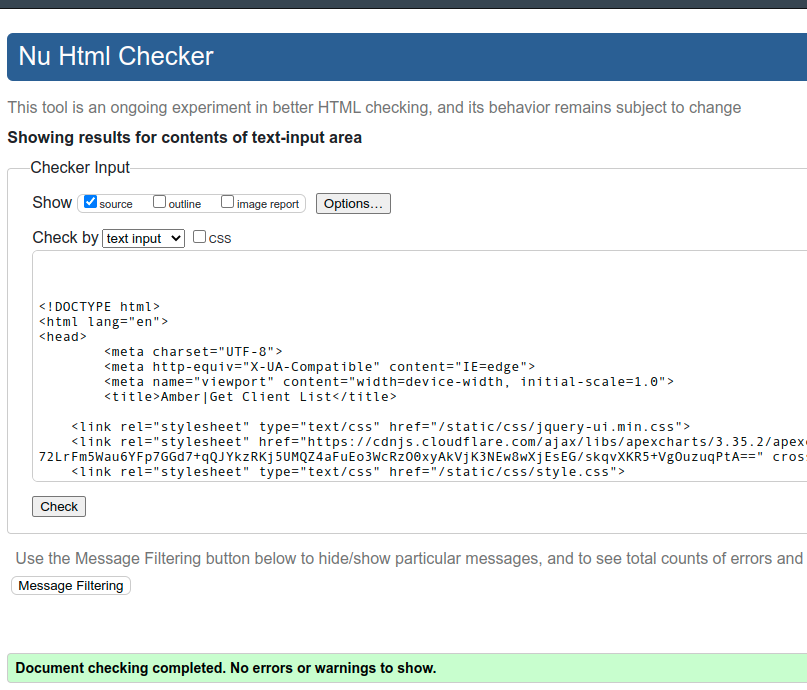 Nu Html Checker
This tool is an ongoing experiment in better HTML checking, and its behavior remains subject to change
Showing results for contents of text-input area
Checker Input
Show source outline image report Options...
Check by text input CSS
<!DOCTYPE html>
<html lang="en">
<head>
<meta charset="UTF-8">
<meta http-equiv="X-UA-Compatible" content="IE=edge">
<meta name="viewport" content="width=device-width, initial-scale=1.0">
<title>Amber|Get Client List</title>
<link rel="stylesheet" type="text/css" href="/static/css/jquery-ui.min.css">
<link rel="stylesheet" href="https://cdnjs.cloudflare.com/ajax/libs/apexcharts/3.35.2/apex
72LrFm5Wau6YFp7GGd7+qQJYkzRKj5UMQZ4aFuEo3WcRzO0xyAkVjK3NEw8wXjEsEG/skqvXKR5+VgOuzuqPtA==" cros
<link rel="stylesheet" type="text/css" href="/static/css/style.css">
Check
Use the Message Filtering button below to hide/show particular messages, and to see total counts of errors and
Message Filtering
Document checking completed. No errors or warnings to show.